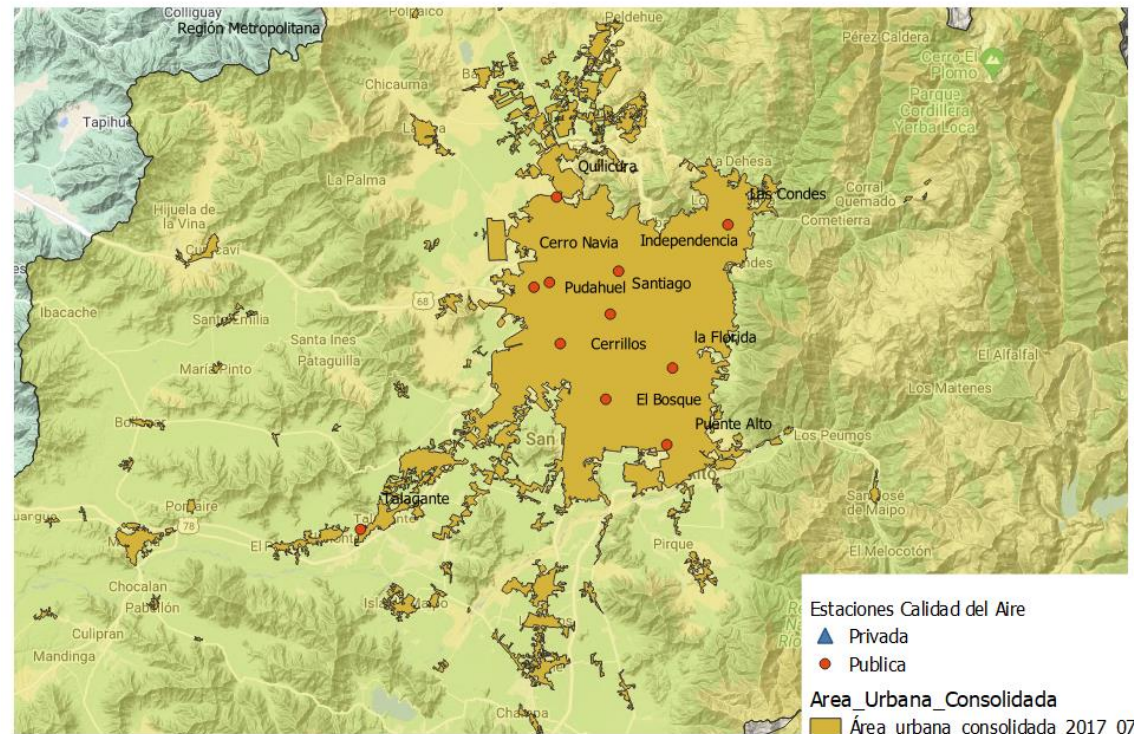 Colliguay
Polpaico
Peldehue
Región Metropolitana
Pérez Caldera
Cerro El
Plomo
Chicauma
Parque
Cordillera
Yerba Loca
Tapihue
Quilicura
a Dehesa
La Palma
Las Condes
Corral
Quemado
Hijuela de
la Vina
Cometierra
Cerro Navia
Independencia
Curacaví
ndes
Pudahuel
Santiago
68
Ibacache
Santa Emilia
Santa Ines
Pataguilla
Cerrillos
la Florida
El Alfalfal
María Pinto
Los Maitenes
El Bosque
Puente Alto
San
Los Peumos
Talagante
San José
de Maipo
78
Pirque
El Melocotón
Chocalan
Pabellón
Culipran
Mandinga
Estaciones Calidad del Aire
Privada
Publica
Area_Urbana_Consolidada
Área urbana consolidada 2017 07